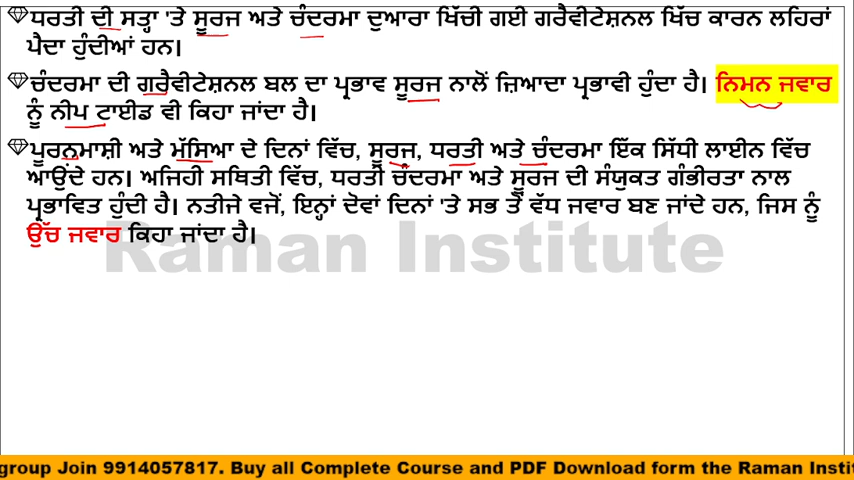 ਧਰਤੀ ਦੀ ਸਤ੍ਹਾ 'ਤੇ ਸੂਰਜ ਅਤੇ ਚੰਦਰਮਾ ਦੁਆਰਾ ਖਿੱਚੀ ਗਈ ਗਰੈਵੀਟੇਸ਼ਨਲ ਖਿੱਚ ਕਾਰਨ ਲਹਿਰਾਂ
ਪੈਦਾ ਹੁੰਦੀਆਂ ਹਨ।
ਚੰਦਰਮਾ ਦੀ ਗਰੈਵੀਟੇਸ਼ਨਲ ਬਲ ਦਾ ਪ੍ਰਭਾਵ ਸੂਰਜ ਨਾਲੋਂ ਜ਼ਿਆਦਾ ਪ੍ਰਭਾਵੀ ਹੁੰਦਾ ਹੈ। ਨਿਮਨ ਜਵਾਰ
ਨੂੰ ਨੀਪ ਟਾਈਡ ਵੀ ਕਿਹਾ ਜਾਂਦਾ ਹੈ।
ਪੂਰਨਮਾਸ਼ੀ ਅਤੇ ਮੱਸਿਆ ਦੇ ਦਿਨਾਂ ਵਿੱਚ, ਸੂਰਜ, ਧਰਤੀ ਅਤੇ ਚੰਦਰਮਾ ਇੱਕ ਸਿੱਧੀ ਲਾਈਨ ਵਿੱਚ
ਆਉਂਦੇ ਹਨ। ਅਜਿਹੀ ਸਥਿਤੀ ਵਿੱਚ, ਧਰਤੀ ਚੰਦਰਮਾ ਅਤੇ ਸੂਰਜ ਦੀ ਸੰਯੁਕਤ ਗੰਭੀਰਤਾ ਨਾਲ
ਪ੍ਰਭਾਵਿਤ ਹੁੰਦੀ ਹੈ। ਨਤੀਜੇ ਵਜੋਂ, ਇਨ੍ਹਾਂ ਦੋਵਾਂ ਦਿਨਾਂ 'ਤੇ ਸਭ ਤੋਂ ਵੱਧ ਜਵਾਰ ਬਣ ਜਾਂਦੇ ਹਨ, ਜਿਸ ਨੂੰ
ਉੱਚ ਜਵਾਰ ਕਿਹਾ ਜਾਂਦਾ ਹੈ।
Raman Institute
group Join 9914057817. Buy all Complete Course and PDF Download form the Raman Instit